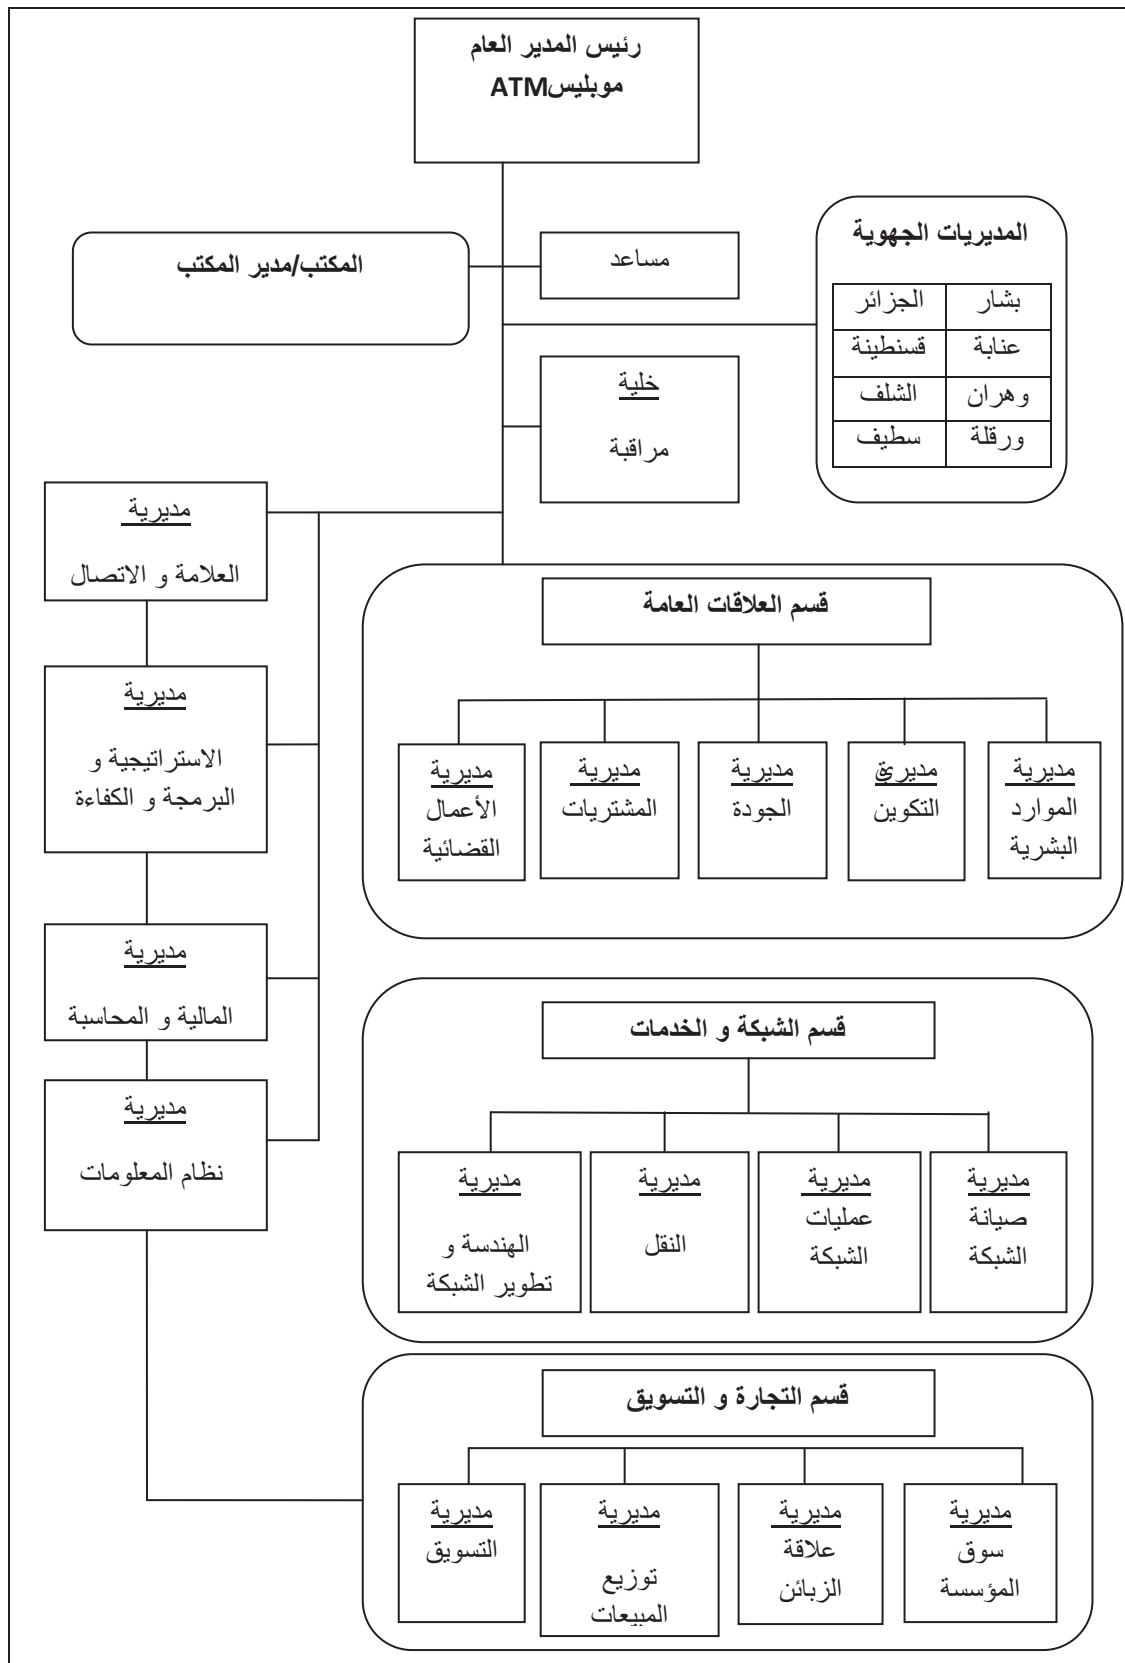 رئيس المدير العام
موبليسATM
المديريات الجهوية
بشار الجزائر
عنابة قسنطينة
وهران الشلف
ورقلة سطيف
مساعد
المكتب/مدير المكتب
خلية
مراقبة
مديرية
العلامة و الاتصال
مديرية
الاستراتيجية و
البرمجة و الكفاءة
مديرية
المالية و المحاسبة
مديرية
نظام المعلومات
قسم العلاقات العامة
مديرية
الموارد
البشرية
مديرية
التكوين
مديرية
الجودة
مديرية
المشتريات
مديرية
الأعمال
القضائية
قسم الشبكة و الخدمات
مديرية
صيانة
الشبكة
مديرية
عمليات
الشبكة
مديرية
النقل
مديرية
الهندسة و
تطوير الشبكة
قسم التجارة و التسويق
مديرية
سوق
المؤسسة
مديرية
علاقة
الزبائن
مديرية
توزيع
المبيعات
مديرية
التسويق